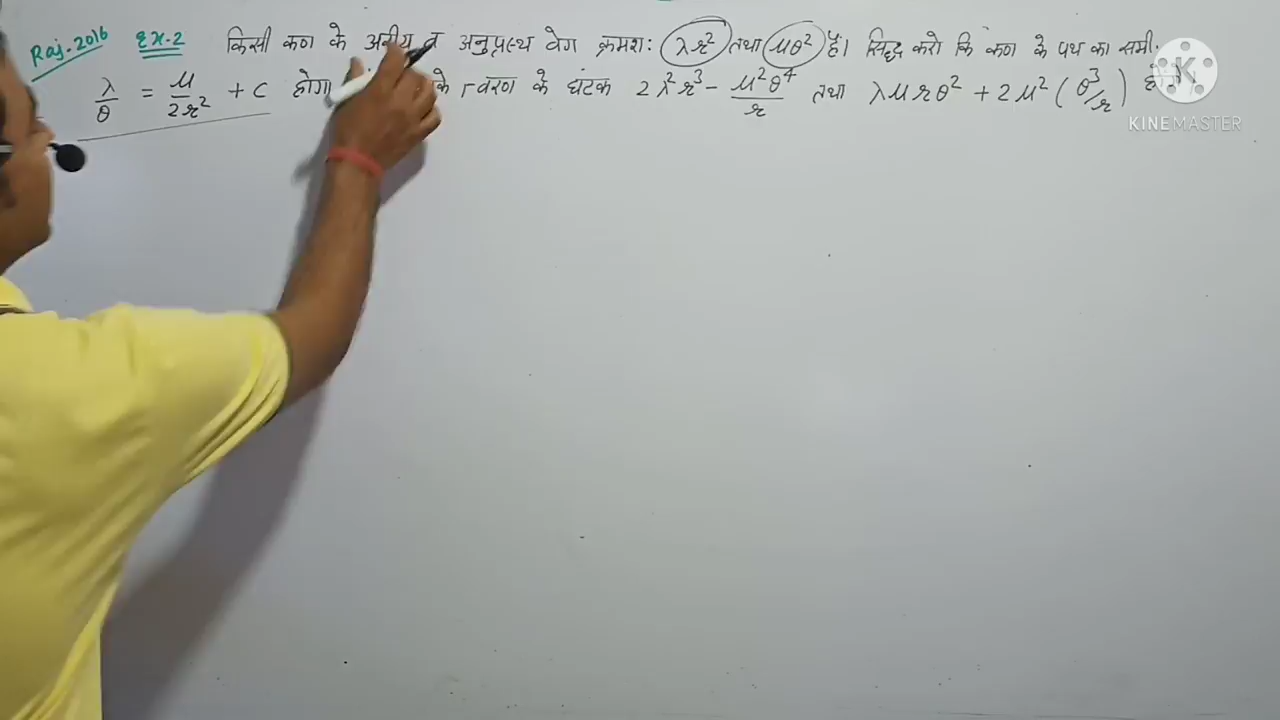 Raj-2016 Ex-2 किसी कण के अरीय व अनुप्रस्थ वेग क्रमशः λr² तथा μθ² हैं। सिद्ध करो कि कण के पथ का समी.
λ/θ = μ/2r² + c होगा के त्वरण के घटक 2λ²r³ - μ²θ⁴/r तथा λμrθ² + 2μ²(θ³/r)
KINEMASTER